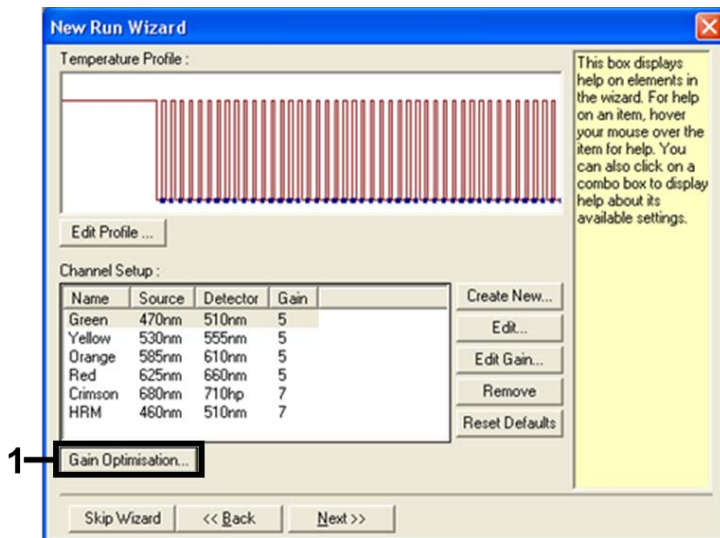 New Run Wizard
Temperature Profile :
This box displays
help on elements in
the wizard. For help
on an item, hover
your mouse over the
item for help. You
can also click on a
combo box to display
help about its
available settings.
Edit Profile ...
Channel Setup :
Name Source Detector Gain
Green 470nm 510nm 5
Yellow 530nm 555nm 5
Orange 585nm 610nm 5
Red 625nm 660nm 5
Crimson 680nm 710hp 7
HRM 460nm 510nm 7
Create New...
Edit...
Edit Gain...
Remove
Reset Defaults
1
Gain Optimisation...
Skip Wizard << Back Next >>